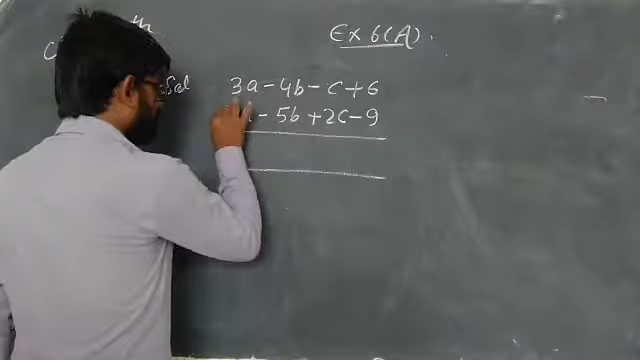 Ex 6(A).
Sol 3a - 4b - c + 6
- 5b + 2c - 9